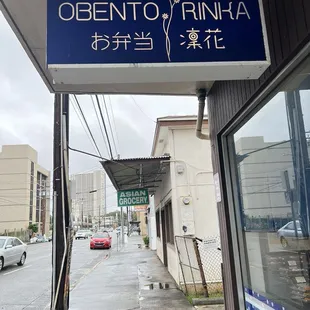 OBENTO RINKA
お弁当 凛花
ASIAN
GROCERY